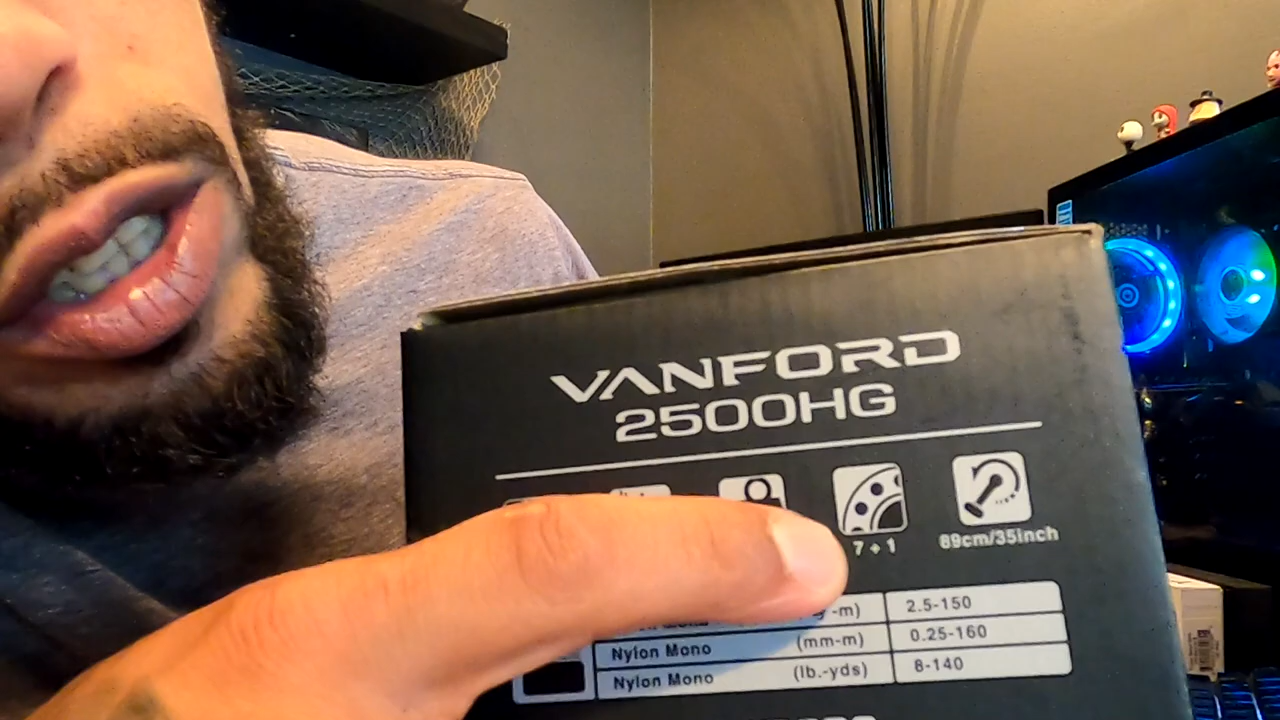 VANFORD
2500HG
7+1 89cm/35inch
-m) 2.5-150
Nylon Mono (mm-m) 0.25-160
Nylon Mono (lb.-yds) 8-140